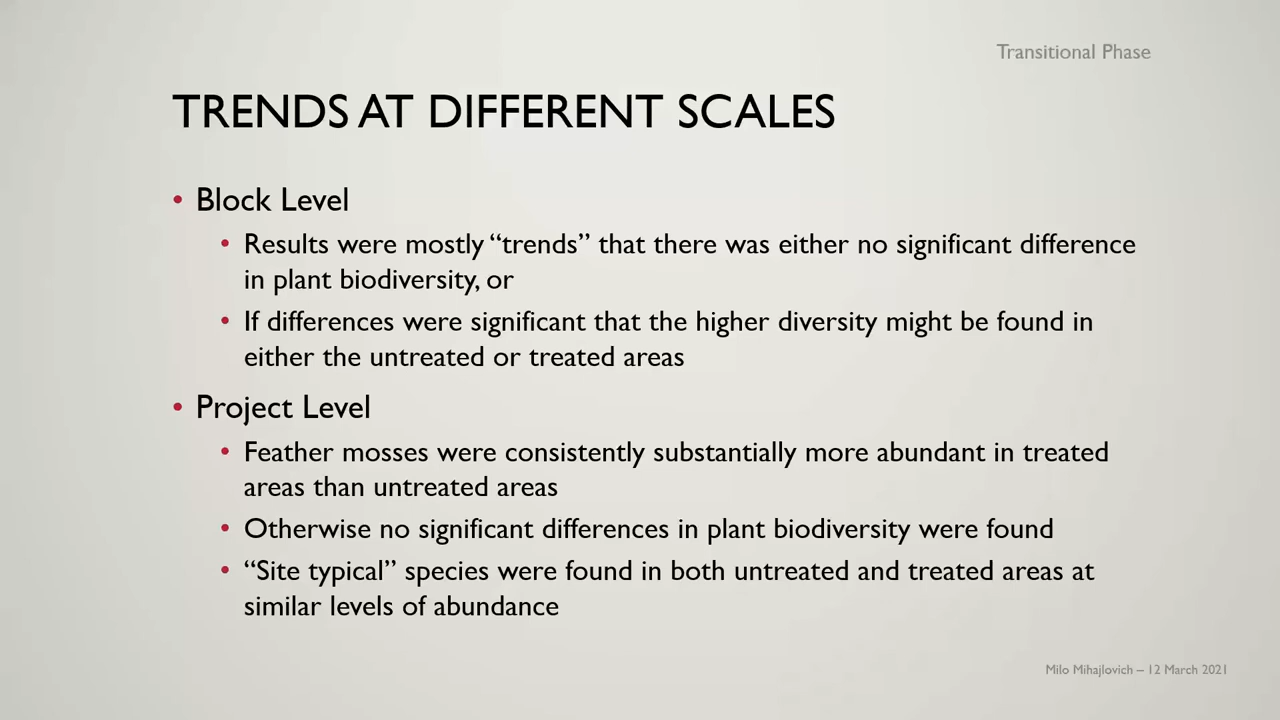 Transitional Phase
TRENDS AT DIFFERENT SCALES
• Block Level
• Results were mostly “trends” that there was either no significant difference
in plant biodiversity, or
• If differences were significant that the higher diversity might be found in
either the untreated or treated areas
• Project Level
• Feather mosses were consistently substantially more abundant in treated
areas than untreated areas
• Otherwise no significant differences in plant biodiversity were found
• “Site typical” species were found in both untreated and treated areas at
similar levels of abundance
Milo Mihajlovich – 12 March 2021